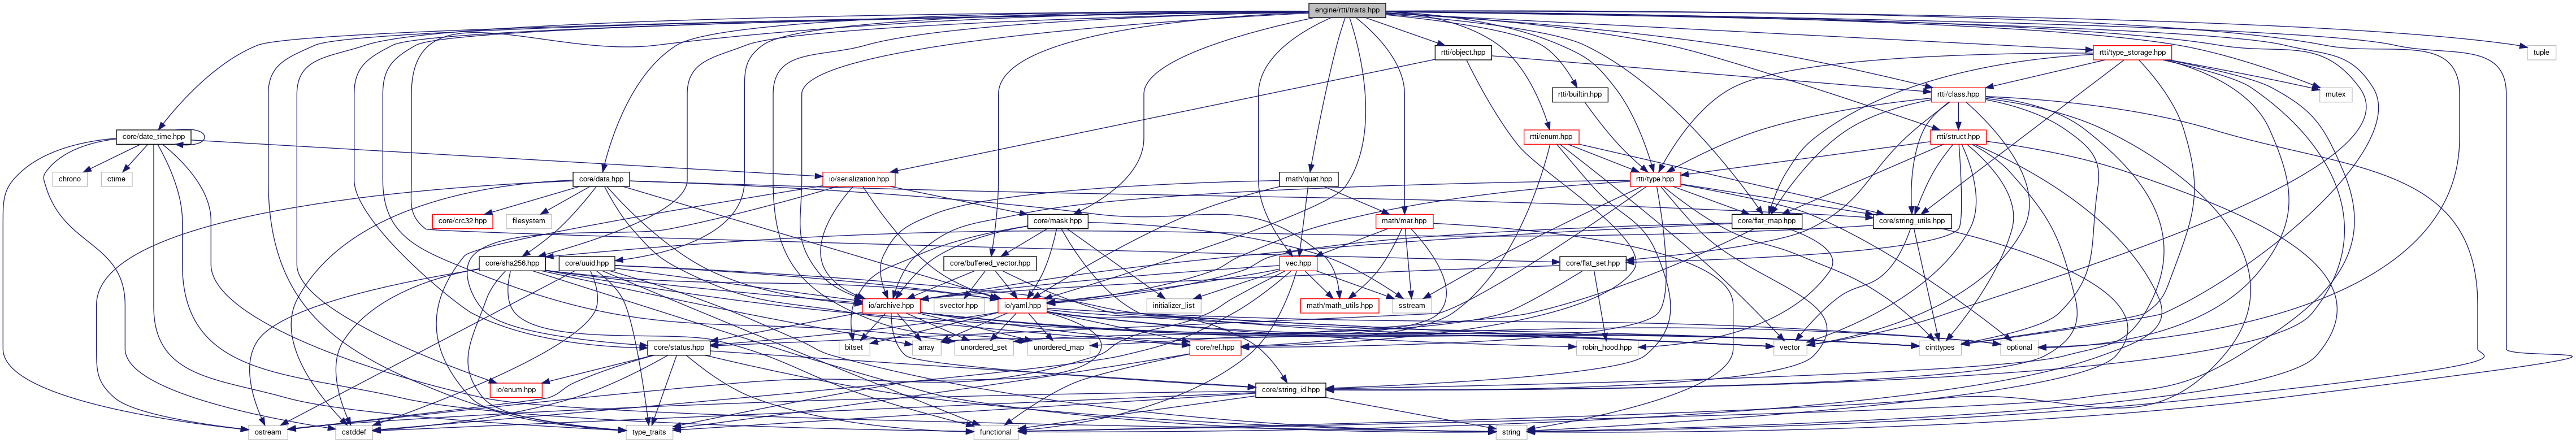 engine/rtti/traits.hpp
rtti/object.hpp
rtti/type_storage.hpp
tuple
rtti/builtin.hpp
rtti/class.hpp
mutex
core/date_time.hpp
rtti/enum.hpp
rtti/struct.hpp
chrono
ctime
core/data.hpp
io/serialization.hpp
math/quat.hpp
rtti/type.hpp
core/crc32.hpp
filesystem
core/mask.hpp
math/mat.hpp
core/flat_map.hpp
core/string_utils.hpp
core/sha256.hpp
core/uuid.hpp
core/buffered_vector.hpp
vec.hpp
core/flat_set.hpp
io/archive.hpp
svector.hpp
io/yaml.hpp
initializer_list
math/math_utils.hpp
sstream
core/status.hpp
bitset
array
unordered_set
unordered_map
core/ref.hpp
robin_hood.hpp
vector
cinttypes
optional
io/enum.hpp
core/string_id.hpp
ostream
cstddef
type_traits
functional
string